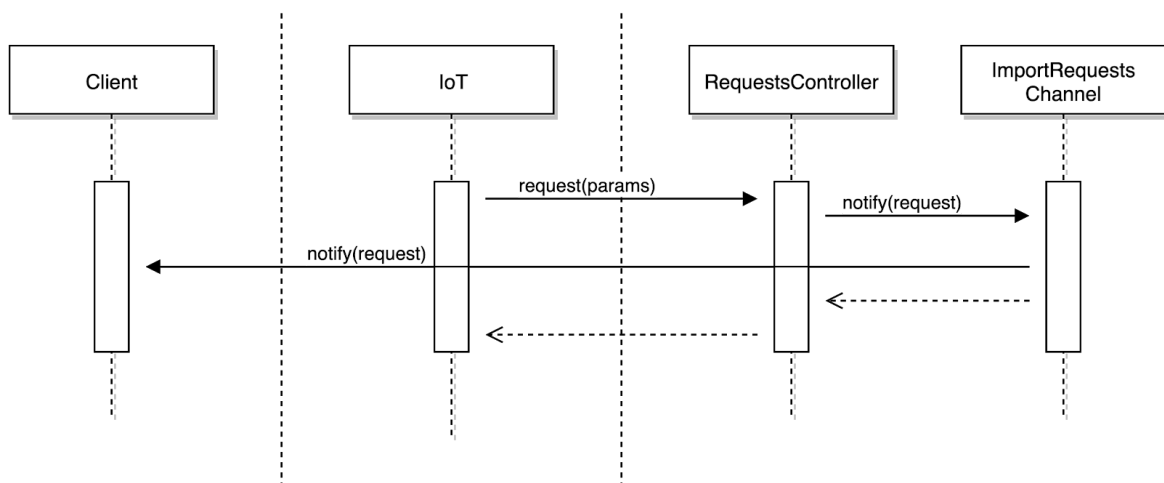 Client
IoT
RequestsController
ImportRequests
Channel
request(params)
notify(request)
notify(request)